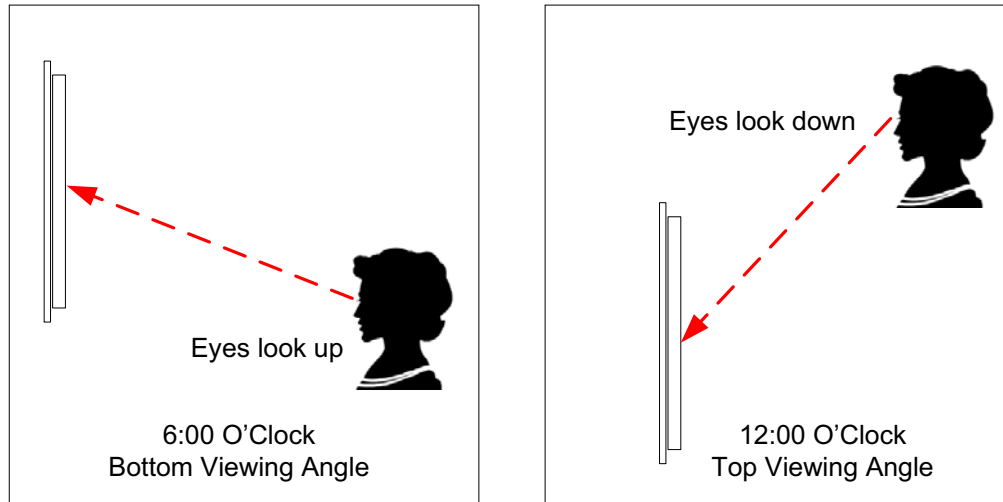 Eyes look up
6:00 O’Clock
Bottom Viewing Angle
Eyes look down
12:00 O’Clock
Top Viewing Angle